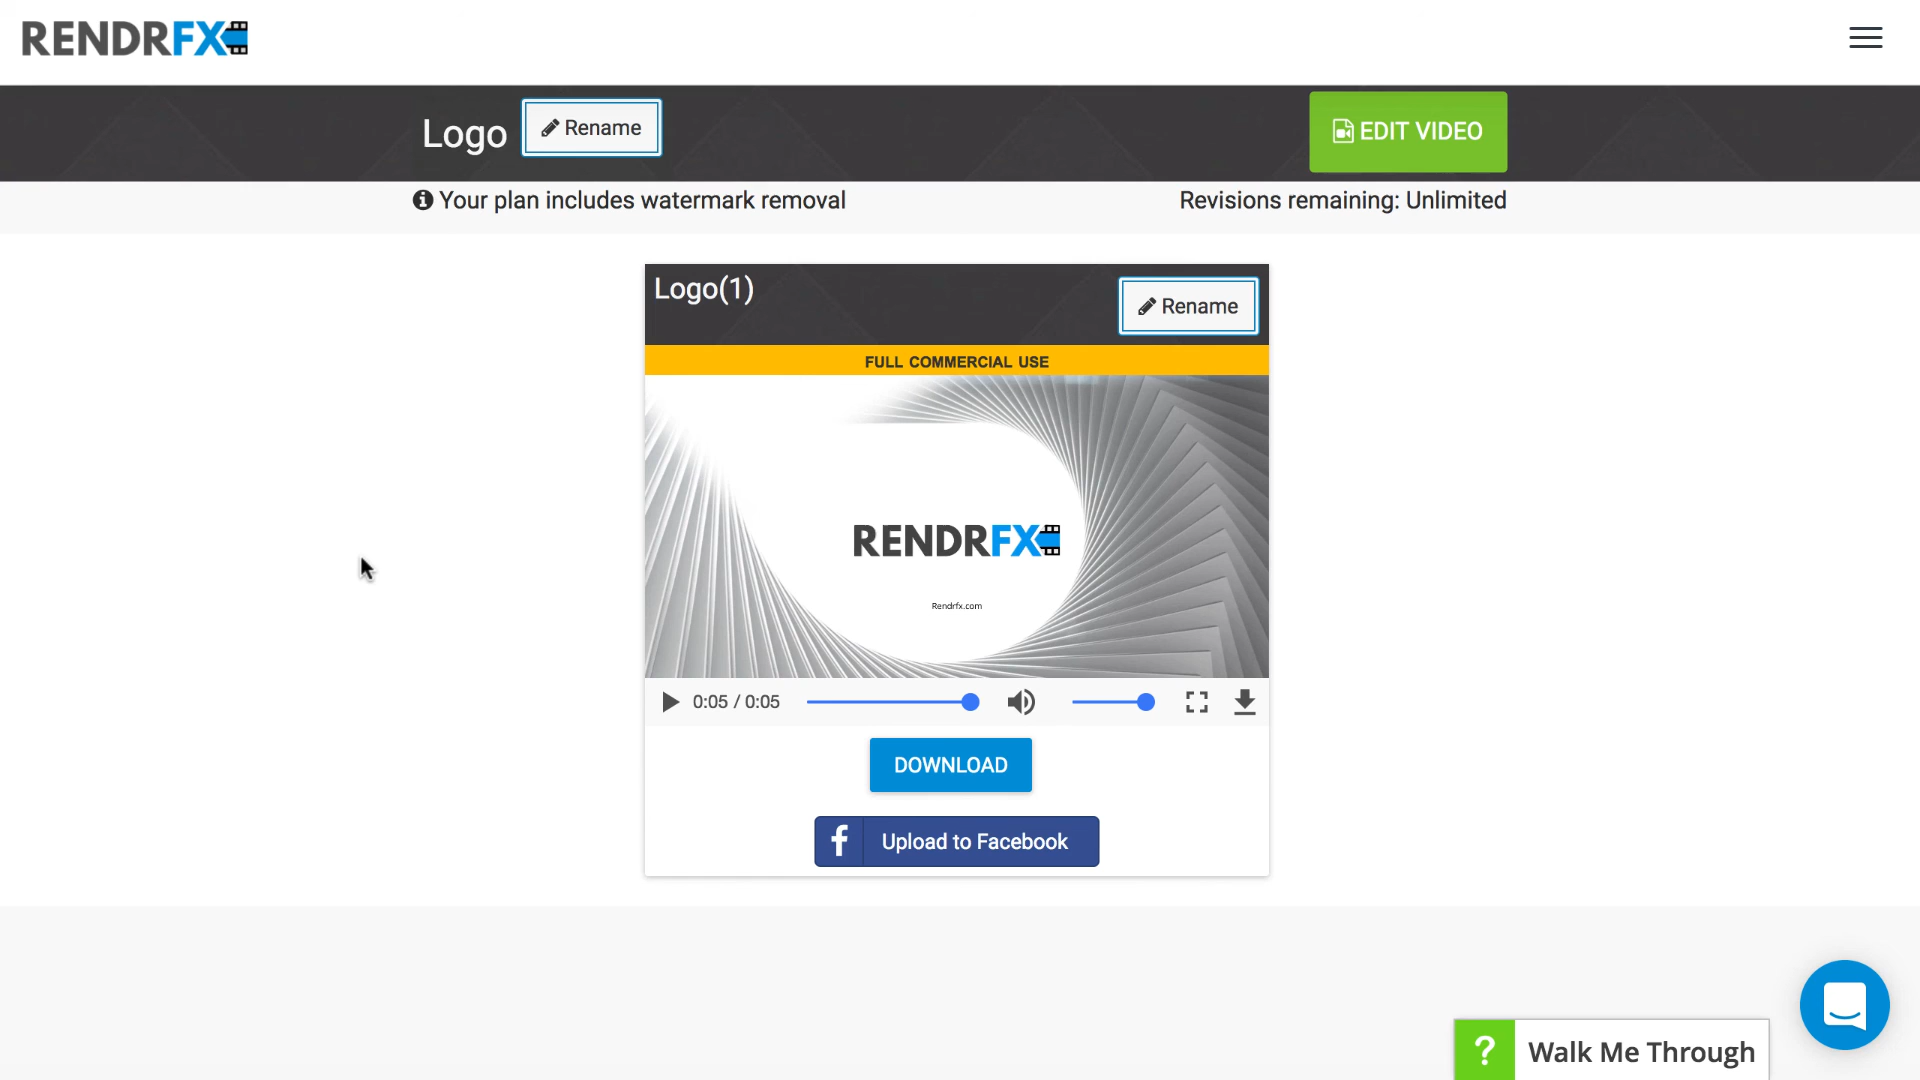 RENDRFX
Logo
Rename
EDIT VIDEO
Your plan includes watermark removal
Revisions remaining: Unlimited
Logo(1)
Rename
FULL COMMERCIAL USE
RENDRFX
Rendrfx.com
0:05 / 0:05
DOWNLOAD
f Upload to Facebook
? Walk Me Through